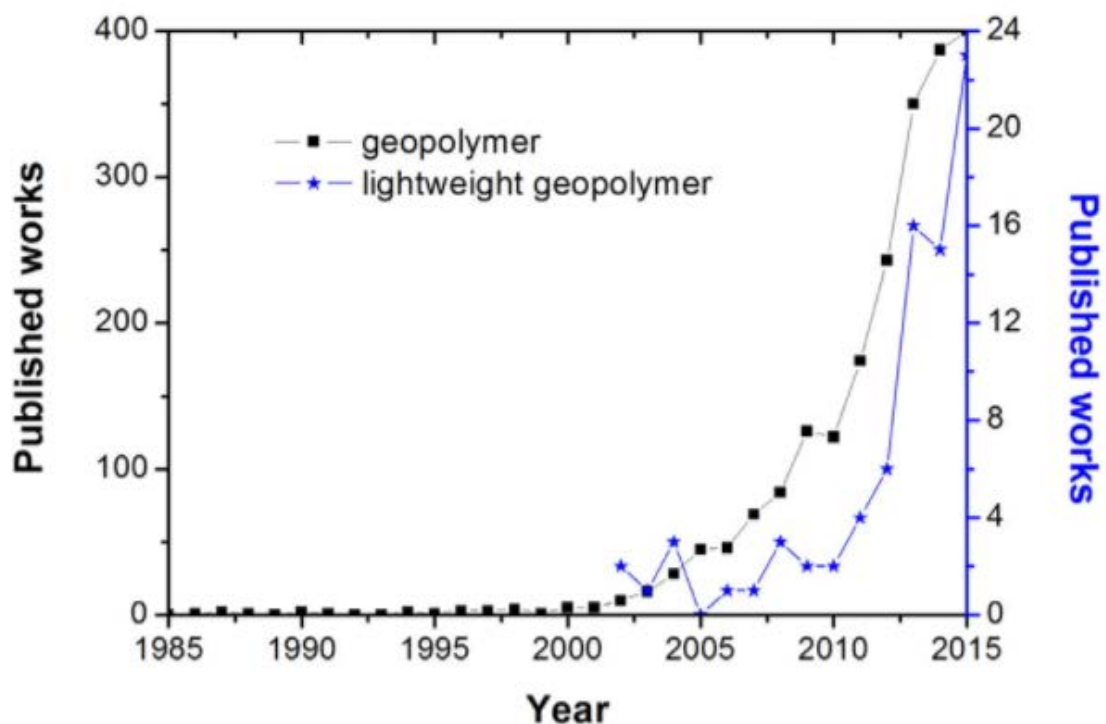 Published works
400
300
200
100
0
geopolymer
lightweight geopolymer
24
20
16
12
8
4
0
Published works
1985 1990 1995 2000 2005 2010 2015
Year